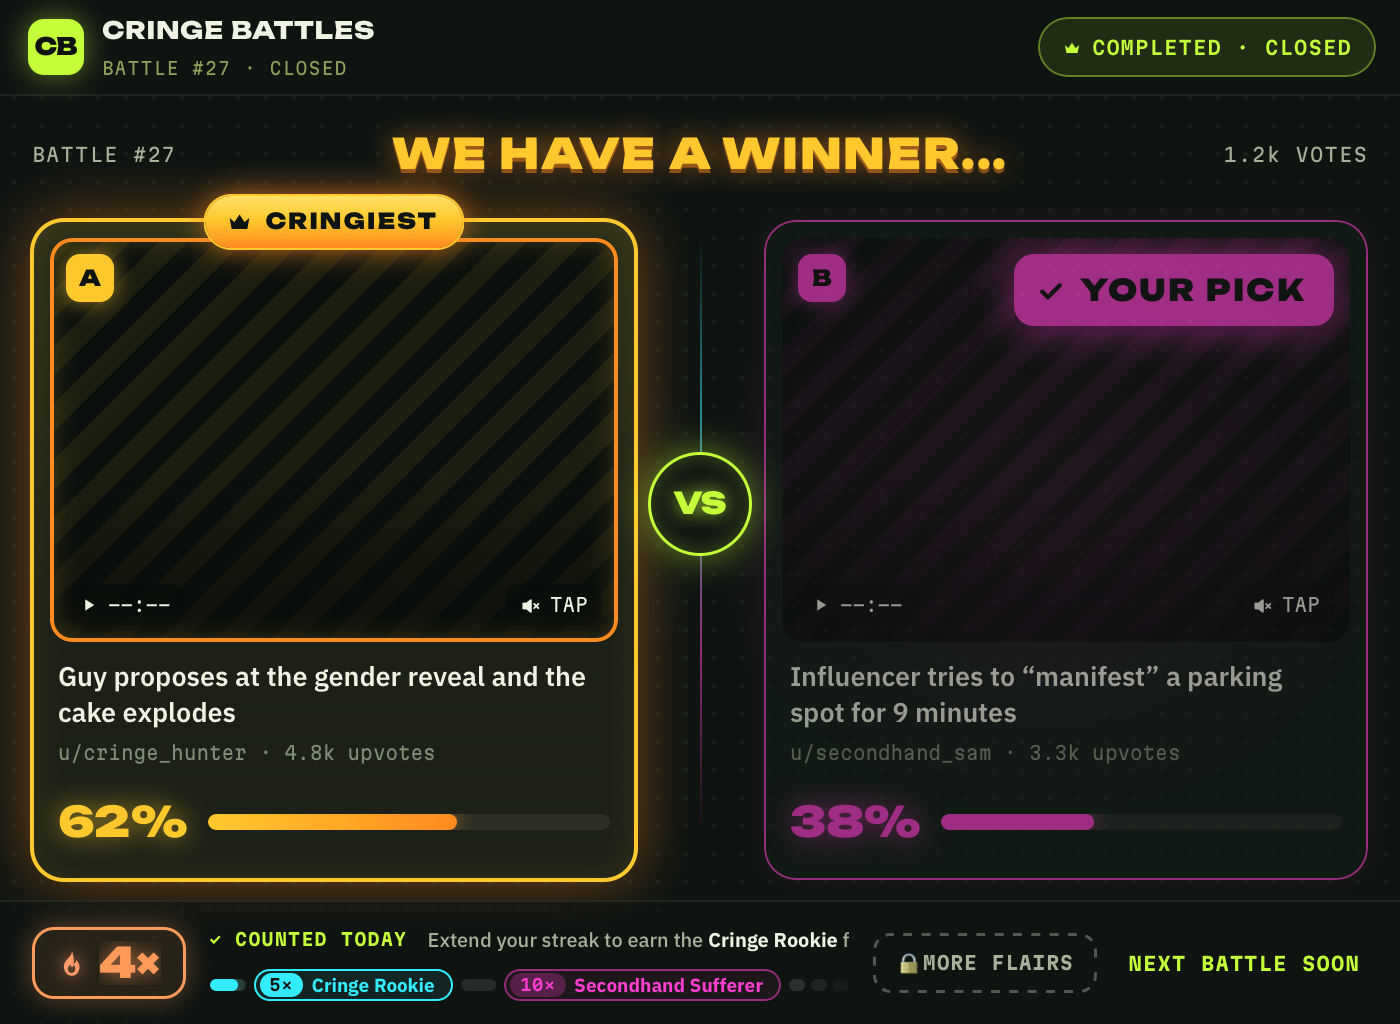 CB
CRINGE BATTLES
BATTLE #27 · CLOSED
COMPLETED · CLOSED
BATTLE #27
WE HAVE A WINNER...
1.2k VOTES
CRINGIEST
A
--:--
TAP
Guy proposes at the gender reveal and the
cake explodes
u/cringe_hunter · 4.8k upvotes
62%
VS
B
YOUR PICK
--:--
TAP
Influencer tries to “manifest” a parking
spot for 9 minutes
u/secondhand_sam · 3.3k upvotes
38%
4×
COUNTED TODAY
Extend your streak to earn the Cringe Rookie f
5× Cringe Rookie
10× Secondhand Sufferer
MORE FLAIRS
NEXT BATTLE SOON